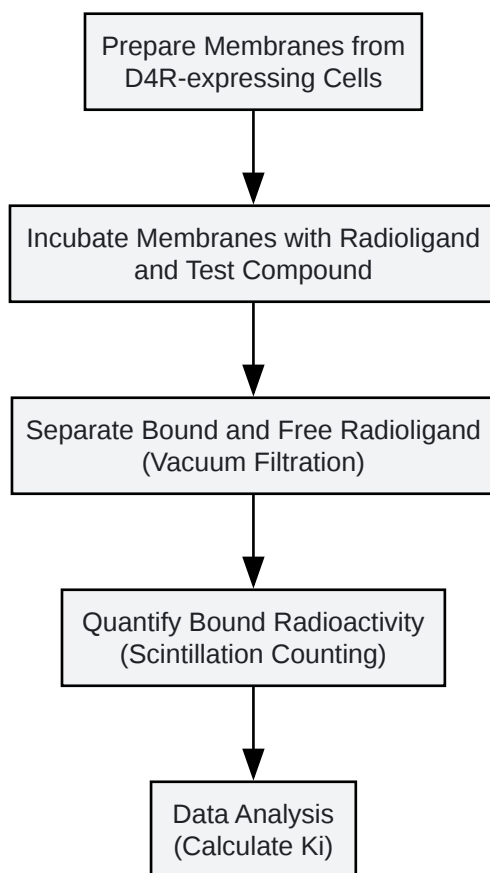 Prepare Membranes from
D4R-expressing Cells
Incubate Membranes with Radioligand
and Test Compound
Separate Bound and Free Radioligand
(Vacuum Filtration)
Quantify Bound Radioactivity
(Scintillation Counting)
Data Analysis
(Calculate Ki)